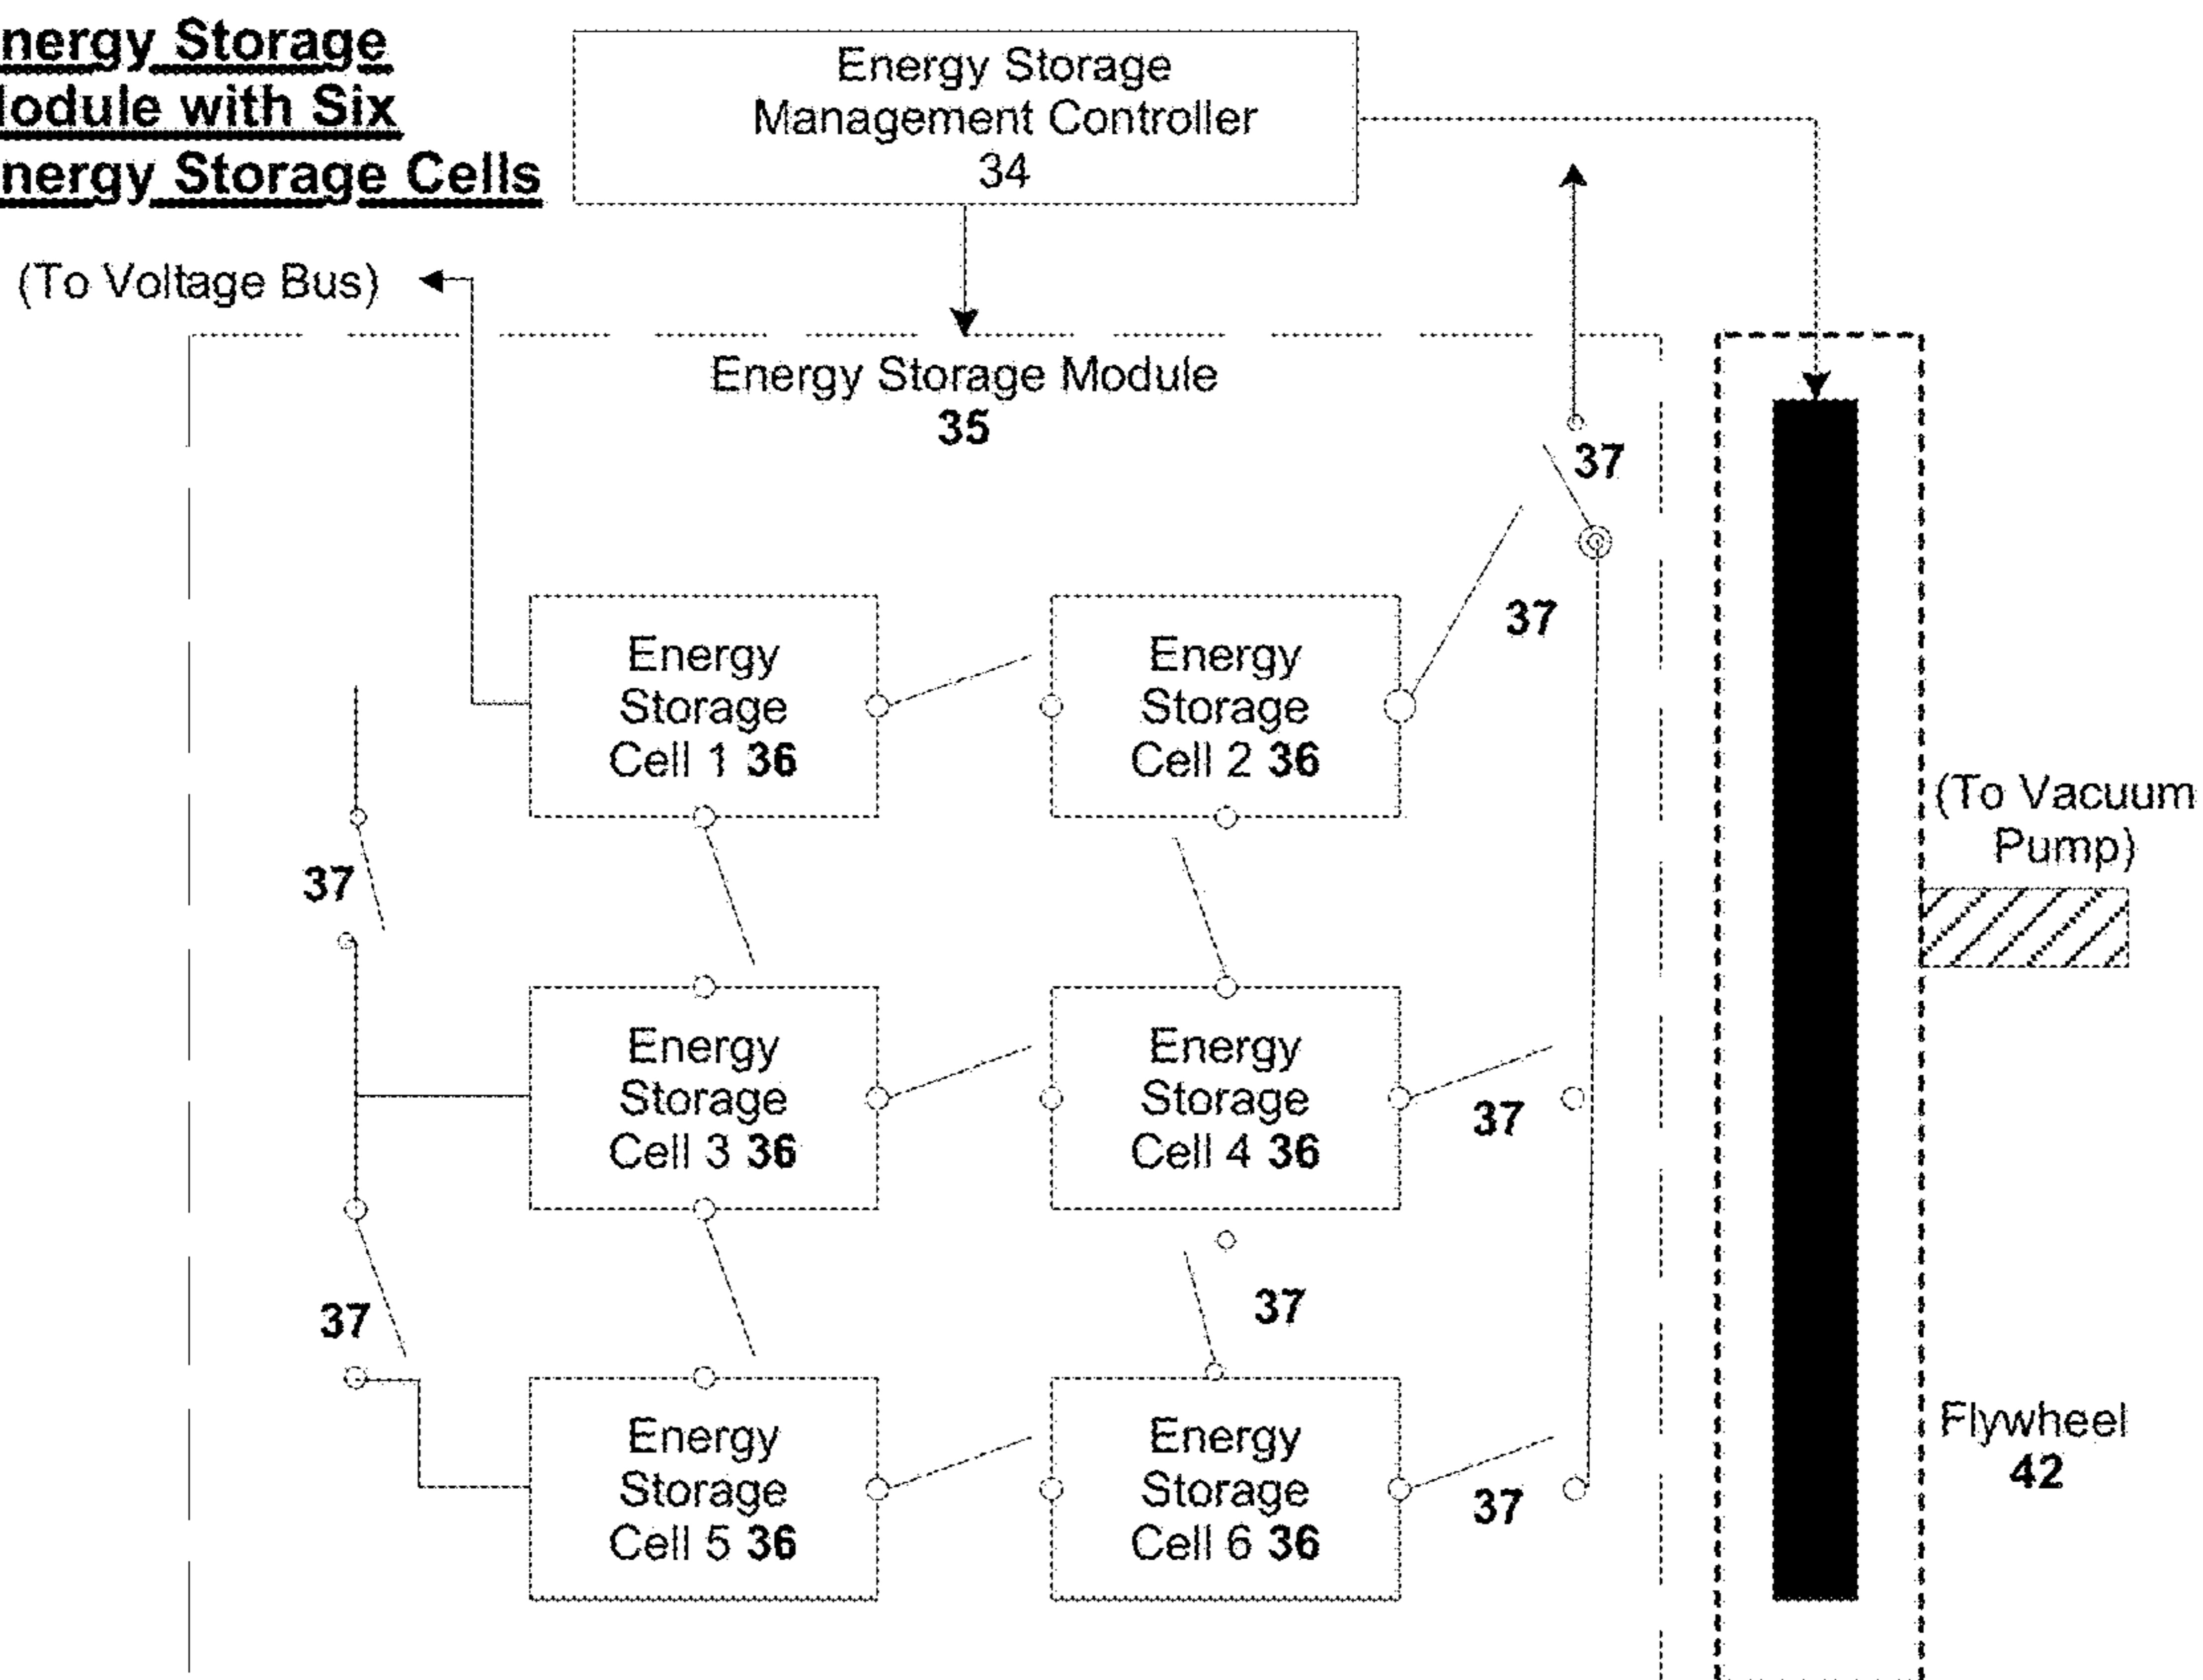 nergy Storage
odule with Six
nergy Storage Cells
Energy Storage
Management Controller
34
(To Voltage Bus)
Energy Storage Module
35
37
37
Energy
Storage
Cell 1 36
Energy
Storage
Cell 2 36
(To Vacuum
Pump)
37
Energy
Storage
Cell 3 36
Energy
Storage
Cell 4 36
37
37
37
Energy
Storage
Cell 5 36
Energy
Storage
Cell 6 36
37
Flywheel
42